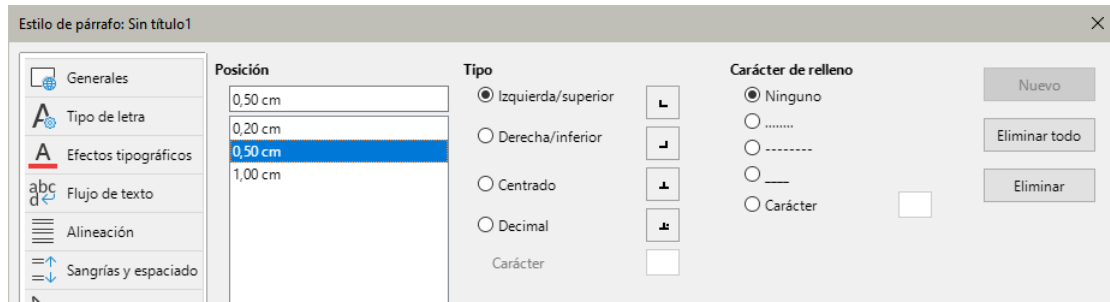 Estilo de párrafo: Sin título1
Generales
Tipo de letra
Efectos tipográficos
abc
d
Flujo de texto
Alineación
Sangrías y espaciado
Posición
0,50 cm
0,20 cm
0,50 cm
1,00 cm
Tipo
Izquierda/superior
Derecha/inferior
Centrado
Decimal
Carácter
Carácter de relleno
Ninguno
........
--------
____
Carácter
Nuevo
Eliminar todo
Eliminar